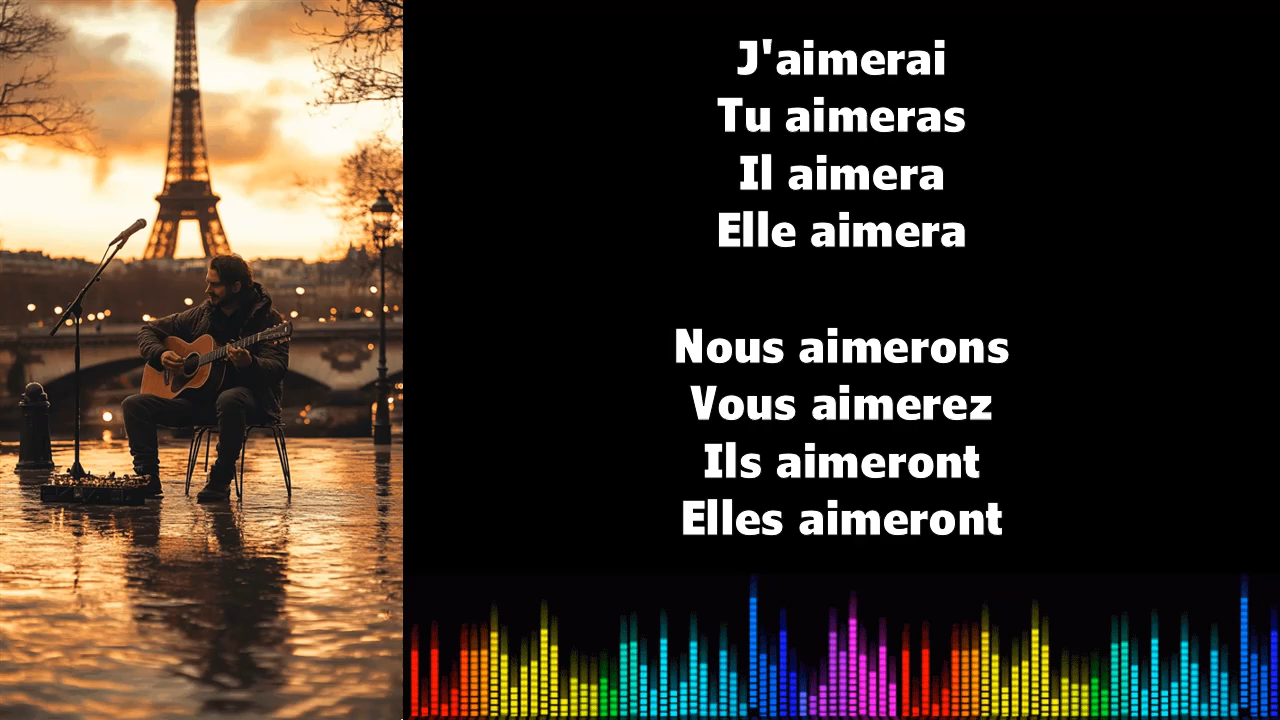 J'aimerai
Tu aimeras
Il aimera
Elle aimera
Nous aimerons
Vous aimerez
Ils aimeront
Elles aimeront